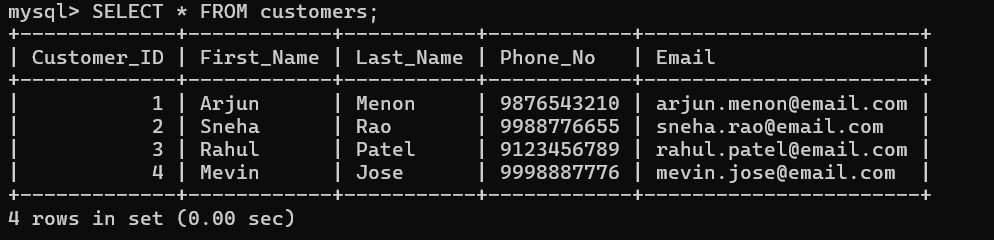 mysql> SELECT * FROM customers;
+-------------+------------+-----------+------------+-----------------------+
| Customer_ID | First_Name | Last_Name | Phone_No   | Email                 |
+-------------+------------+-----------+------------+-----------------------+
|           1 | Arjun      | Menon     | 9876543210 | arjun.menon@email.com |
|           2 | Sneha      | Rao       | 9988776655 | sneha.rao@email.com   |
|           3 | Rahul      | Patel     | 9123456789 | rahul.patel@email.com |
|           4 | Mevin      | Jose      | 9998887776 | mevin.jose@email.com  |
+-------------+------------+-----------+------------+-----------------------+
4 rows in set (0.00 sec)